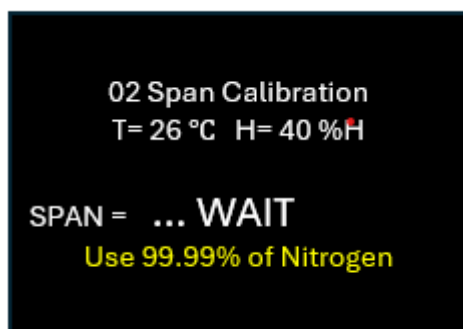 02 Span Calibration
T= 26 °C H= 40 %H
SPAN = ... WAIT
Use 99.99% of Nitrogen